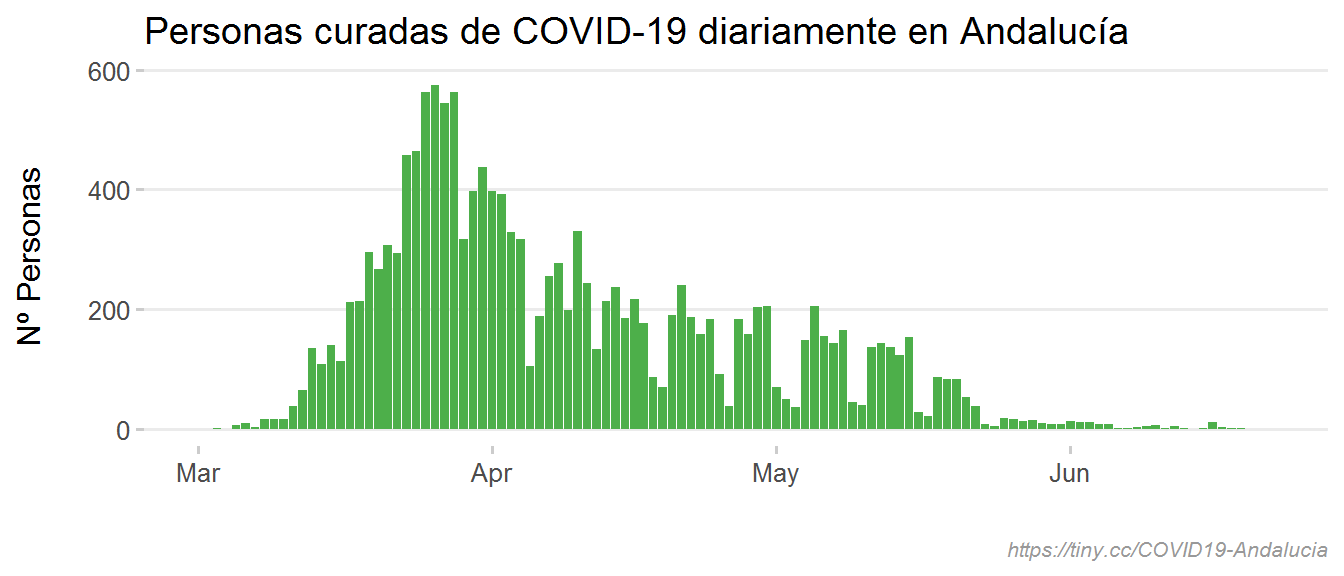 Personas curadas de COVID-19 diariamente en Andalucía
600
400
200
0
Nº Personas
Mar Apr May Jun
https://tiny.cc/COVID19-Andalucia